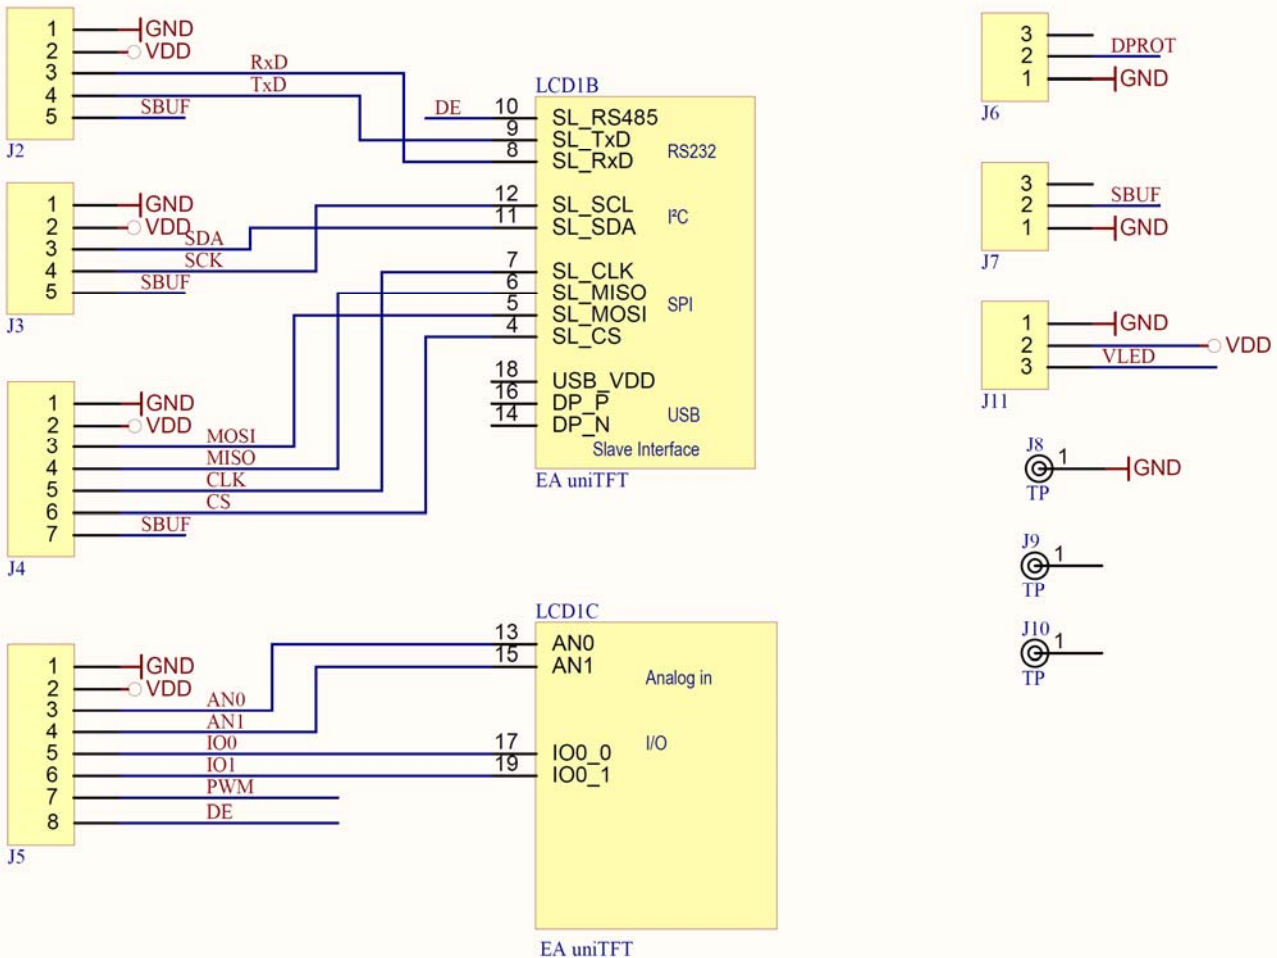 1 GND
2 VDD
3 RxD
4 TxD
5 SBUF
J2
1 GND
2 VDD
3 SDA
4 SCK
5 SBUF
J3
1 GND
2 VDD
3 MOSI
4 MISO
5 CLK
6 CS
7 SBUF
J4
1 GND
2 VDD
3 AN0
4 AN1
5 IO0
6 IO1
7 PWM
8 DE
J5
LCD1B
DE 10 SL_RS485
9 SL_TxD
8 SL_RxD
RS232
12 SL_SCL
11 SL_SDA
I²C
7 SL_CLK
6 SL_MISO
5 SL_MOSI
4 SL_CS
SPI
18 USB_VDD
16 DP_P
14 DP_N
USB
Slave Interface
EA uniTFT
LCD1C
13 AN0
15 AN1
Analog in
17 IO0_0
19 IO0_1
I/O
EA uniTFT
3
2 DPROT
1 GND
J6
3
2 SBUF
1 GND
J7
1 GND
2 VDD
3 VLED
J11
J8
1 GND
TP
J9
1
TP
J10
1
TP